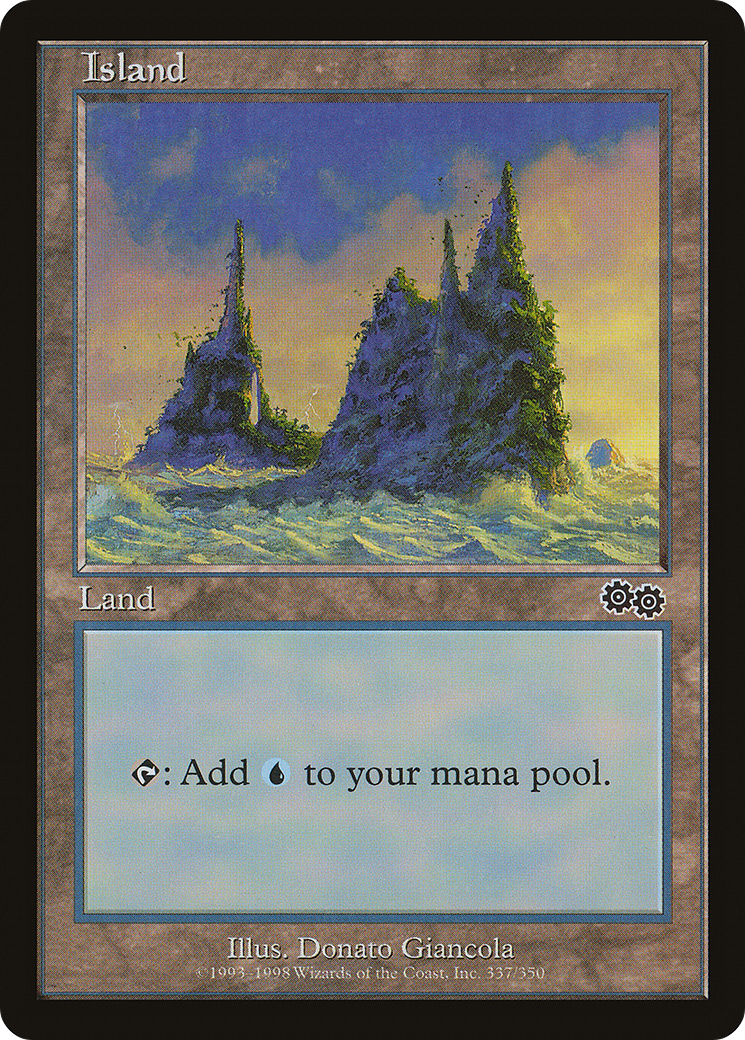 Island
Land
: Add to your mana pool.
Illus. Donato Giancola
©1993-1998 Wizards of the Coast, Inc. 337/350